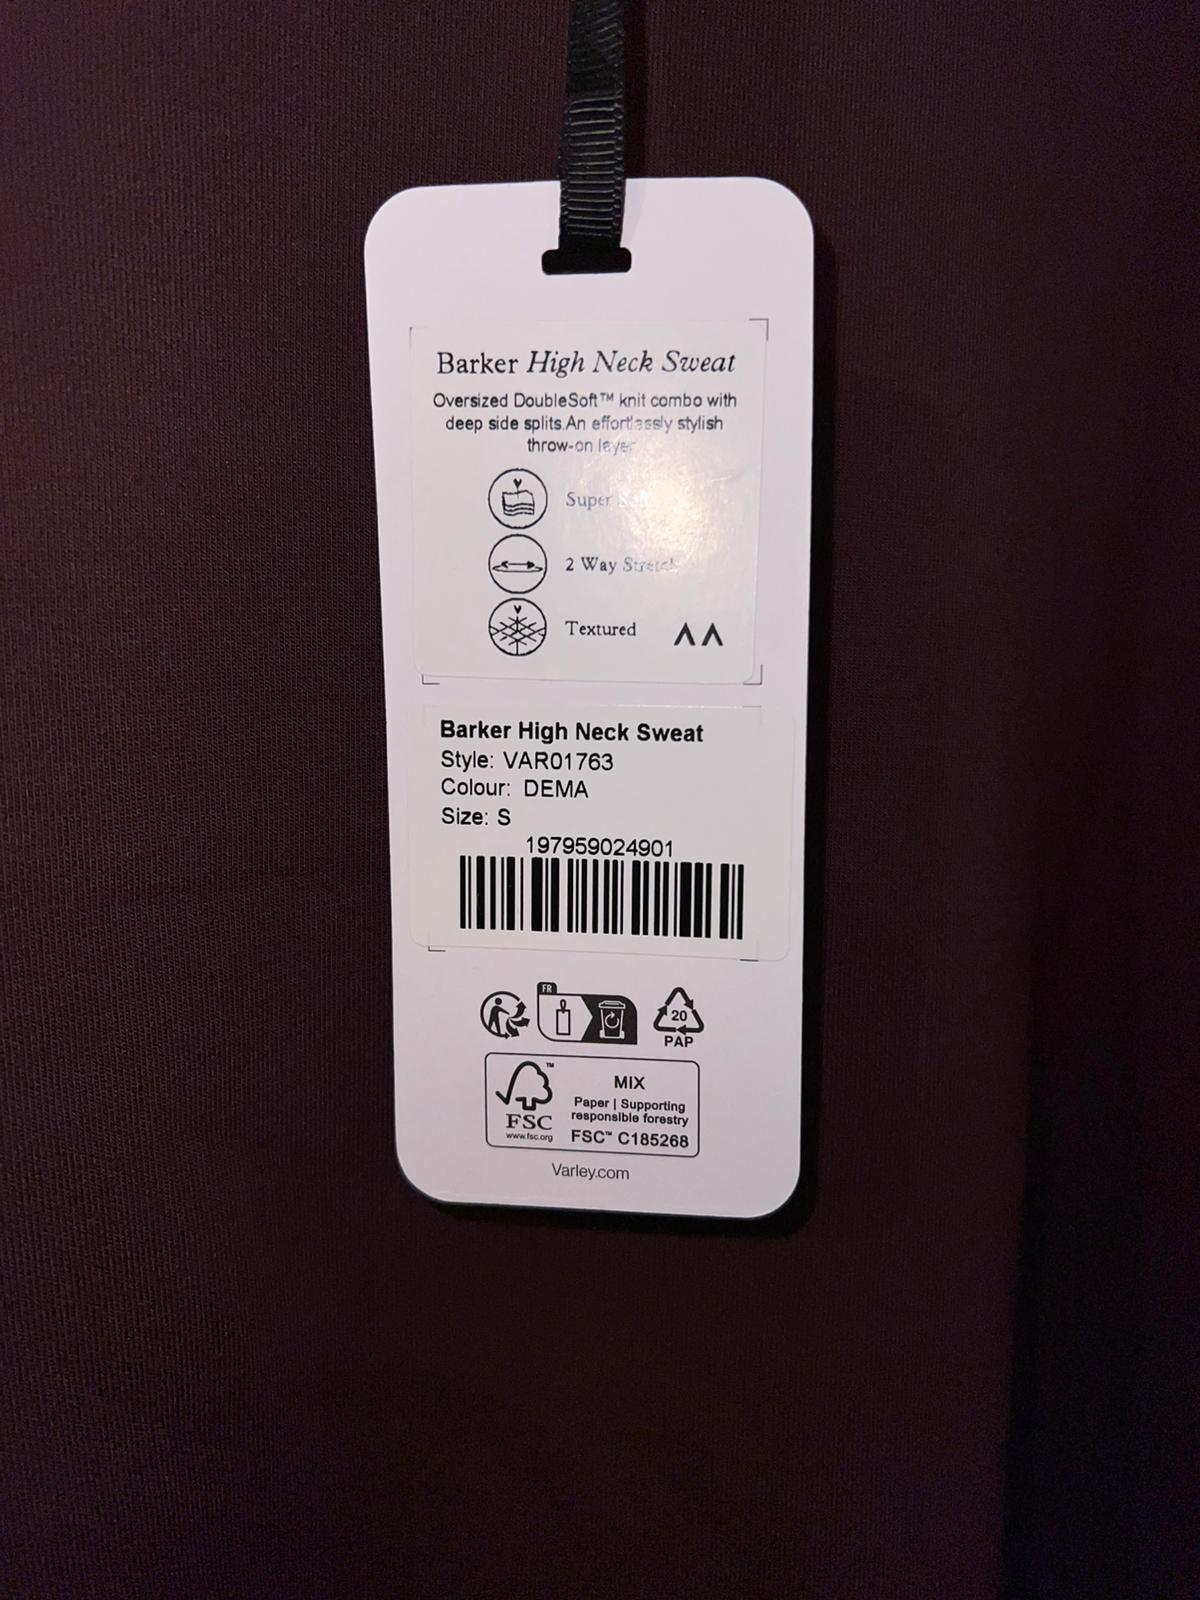 Barker High Neck Sweat
Oversized DoubleSoft™ knit combo with
deep side splits.An effortlessly stylish
throw-on layer
Super Soft
2 Way Stretch
Textured
Barker High Neck Sweat
Style: VAR01763
Colour: DEMA
Size: S
197959024901
FR
20
PAP
FSC™
www.fsc.org
MIX
Paper | Supporting
responsible forestry
FSC™ C185268
Varley.com